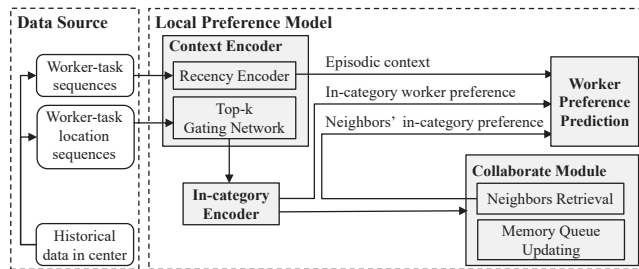 Data Source
Worker-task
sequences
Worker-task
location
sequences
Historical
data in center
Local Preference Model
Context Encoder
Recency Encoder
Top-k
Gating Network
In-category
Encoder
Episodic context
In-category worker preference
Neighbors' in-category preference
Worker
Preference
Prediction
Collaborate Module
Neighbors Retrieval
Memory Queue
Updating